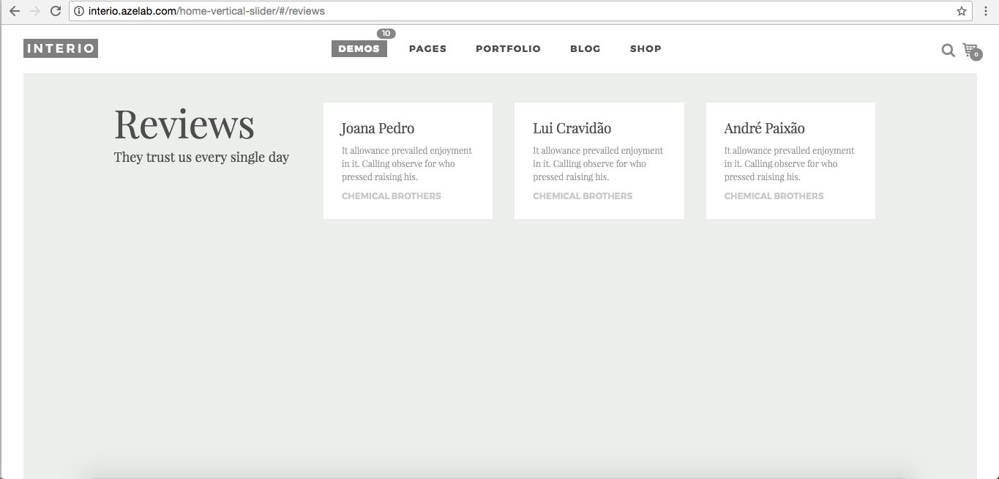 interio.azelab.com/home-vertical-slider/#/reviews
INTERIO
10
DEMOS PAGES PORTFOLIO BLOG SHOP
0
Reviews
They trust us every single day
Joana Pedro
It allowance prevailed enjoyment
in it. Calling observe for who
pressed raising his.
CHEMICAL BROTHERS
Lui Cravidão
It allowance prevailed enjoyment
in it. Calling observe for who
pressed raising his.
CHEMICAL BROTHERS
André Paixão
It allowance prevailed enjoyment
in it. Calling observe for who
pressed raising his.
CHEMICAL BROTHERS